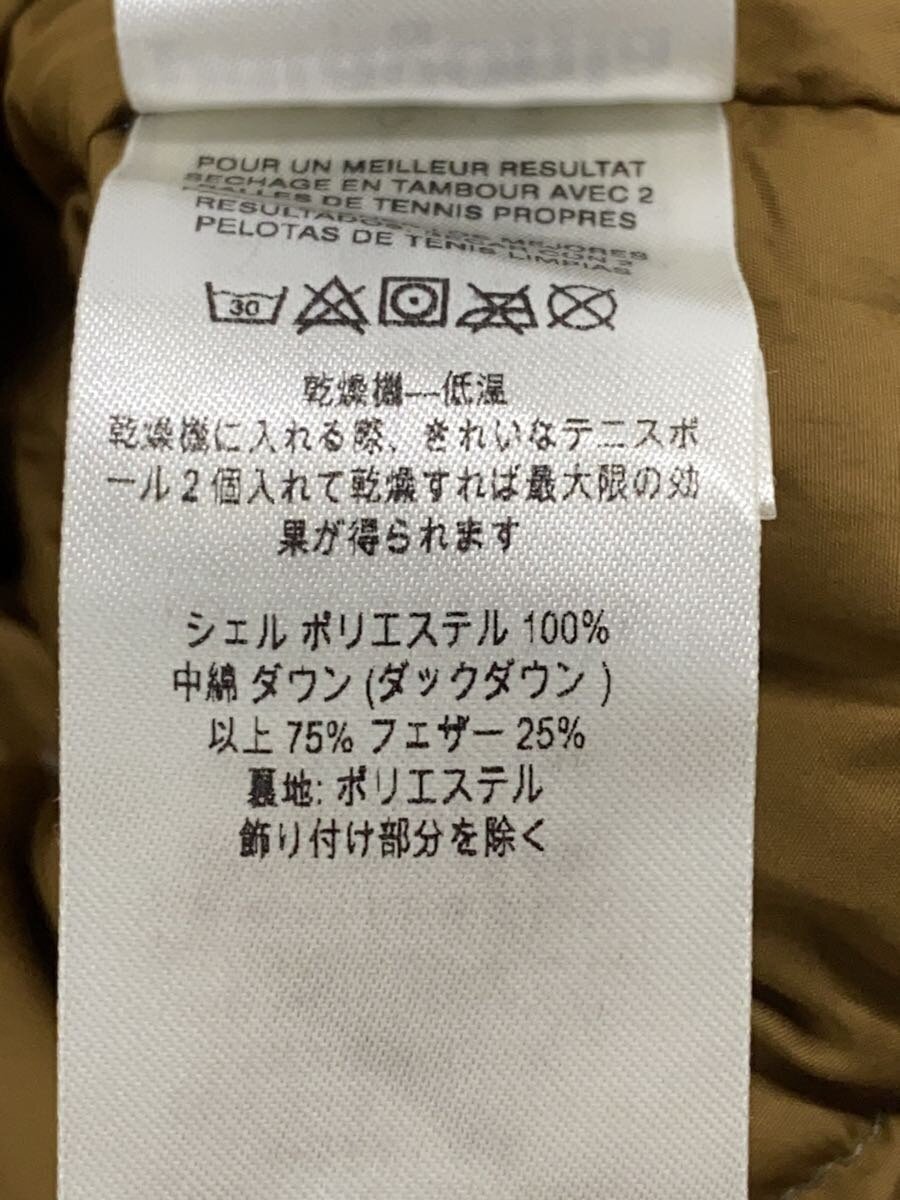 POUR UN MEILLEUR RESULTAT
SECHAGE EN TAMBOUR AVEC 2
BALLES DE TENNIS PROPRES
RESULTADOS: LOS MEJORES
CON 2
PELOTAS DE TENIS LIMPIAS
30
乾燥機—低温
乾燥機に入れる際、きれいなテニスボ
ール2個入れて乾燥すれば最大限の効
果が得られます
シェル ポリエステル 100%
中綿 ダウン (ダックダウン )
以上 75% フェザー 25%
裏地: ポリエステル
飾り付け部分を除く